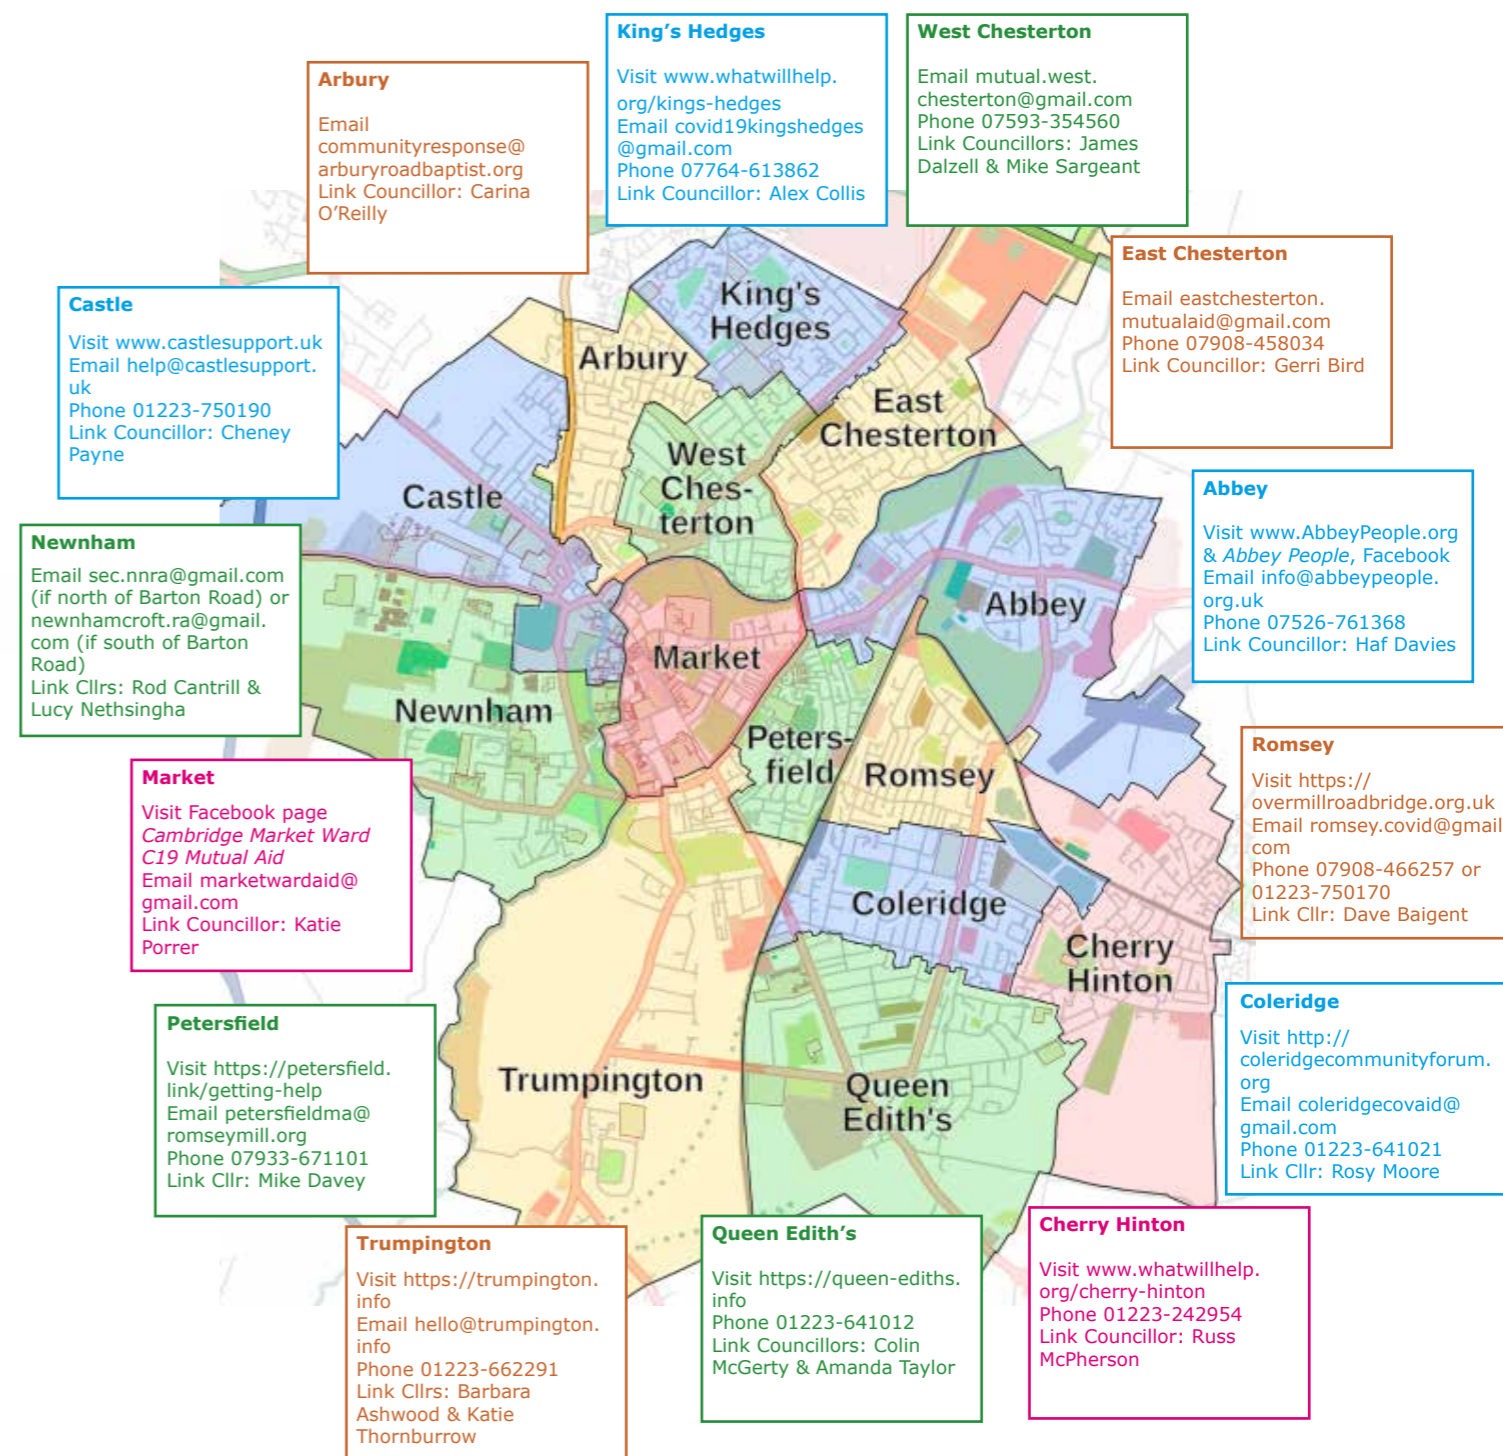 King's Hedges
Visit www.whatwillhelp.
org/kings-hedges
Email covid19kingshedges
@gmail.com
Phone 07764-613862
Link Councillor: Alex Collis
West Chesterton
Email mutual.west.
chesterton@gmail.com
Phone 07593-354560
Link Councillors: James
Dalzell & Mike Sargeant
Arbury
Email
communityresponse@
arburyroadbaptist.org
Link Councillor: Carina
O’Reilly
East Chesterton
Email eastchesterton.
mutualaid@gmail.com
Phone 07908-458034
Link Councillor: Gerri Bird
Castle
Visit www.castlesupport.uk
Email help@castlesupport.
uk
Phone 01223-750190
Link Councillor: Cheney
Payne
Abbey
Visit www.AbbeyPeople.org
& Abbey People, Facebook
Email info@abbeypeople.
org.uk
Phone 07526-761368
Link Councillor: Haf Davies
Newnham
Email sec.nnra@gmail.com
(if north of Barton Road) or
newnhamcroft.ra@gmail.
com (if south of Barton
Road)
Link Cllrs: Rod Cantrill &
Lucy Nethsingha
Romsey
Visit https://
overmillroadbridge.org.uk
Email romsey.covid@gmail
com
Phone 07908-466257 or
01223-750170
Link Cllr: Dave Baigent
Market
Visit Facebook page
Cambridge Market Ward
C19 Mutual Aid
Email marketwardaid@
gmail.com
Link Councillor: Katie
Porrer
Coleridge
Visit http://
coleridgecommunityforum.
org
Email coleridgecovaid@
gmail.com
Phone 01223-641021
Link Cllr: Rosy Moore
Petersfield
Visit https://petersfield.
link/getting-help
Email petersfieldma@
romseymill.org
Phone 07933-671101
Link Cllr: Mike Davey
Cherry Hinton
Visit www.whatwillhelp.
org/cherry-hinton
Phone 01223-242954
Link Councillor: Russ
McPherson
Queen Edith’s
Visit https://queen-ediths.
info
Phone 01223-641012
Link Councillors: Colin
McGerty & Amanda Taylor
Trumpington
Visit https://trumpington.
info
Email hello@trumpington.
info
Phone 01223-662291
Link Cllrs: Barbara
Ashwood & Katie
Thornburrow
King's
Hedges
Arbury
East
Chesterton
West
Ches-
terton
Castle
Abbey
Market
Newnham
Peters-
field
Romsey
Coleridge
Cherry
Hinton
Trumpington
Queen
Edith's